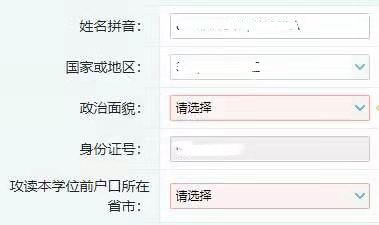 姓名拼音：
国家或地区：
政治面貌： 请选择
身份证号：
攻读本学位前户口所在
省市： 请选择